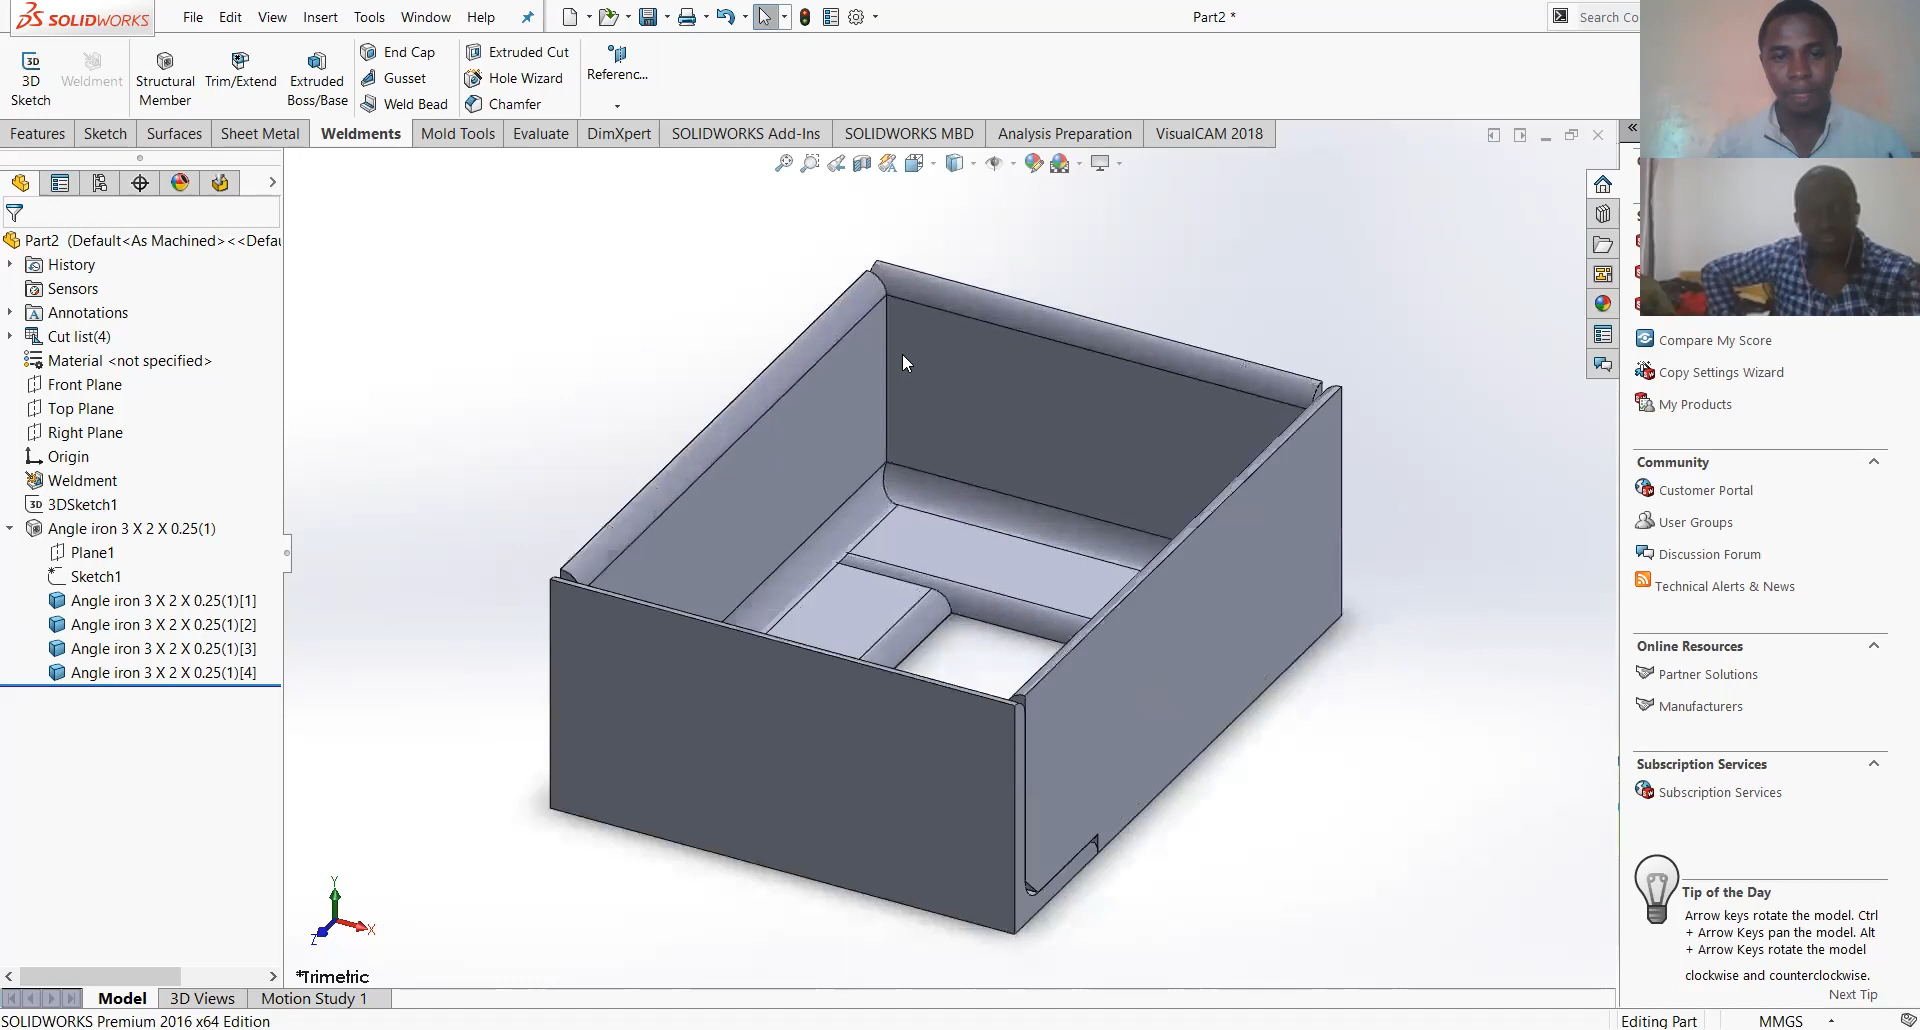 SOLIDWORKS File Edit View Insert Tools Window Help Part2 * Search Co
3D
3D
Sketch
Weldment
Structural
Member
Trim/Extend
Extruded
Boss/Base
End Cap
Gusset
Weld Bead
Extruded Cut
Hole Wizard
Chamfer
Referenc...
Features Sketch Surfaces Sheet Metal Weldments Mold Tools Evaluate DimXpert SOLIDWORKS Add-Ins SOLIDWORKS MBD Analysis Preparation VisualCAM 2018
Part2 (Default<As Machined><<Defau
History
Sensors
A Annotations
Cut list(4)
Material <not specified>
Front Plane
Top Plane
Right Plane
Origin
Weldment
3D 3DSketch1
Angle iron 3 X 2 X 0.25(1)
Plane1
Sketch1
Angle iron 3 X 2 X 0.25(1)[1]
Angle iron 3 X 2 X 0.25(1)[2]
Angle iron 3 X 2 X 0.25(1)[3]
Angle iron 3 X 2 X 0.25(1)[4]
Y
X
Z
*Trimetric
Compare My Score
Copy Settings Wizard
My Products
Community
Customer Portal
User Groups
Discussion Forum
Technical Alerts & News
Online Resources
Partner Solutions
Manufacturers
Subscription Services
Subscription Services
Tip of the Day
Arrow keys rotate the model. Ctrl
+ Arrow Keys pan the model. Alt
+ Arrow Keys rotate the model
clockwise and counterclockwise.
Next Tip
Model 3D Views Motion Study 1
SOLIDWORKS Premium 2016 x64 Edition Editing Part MMGS